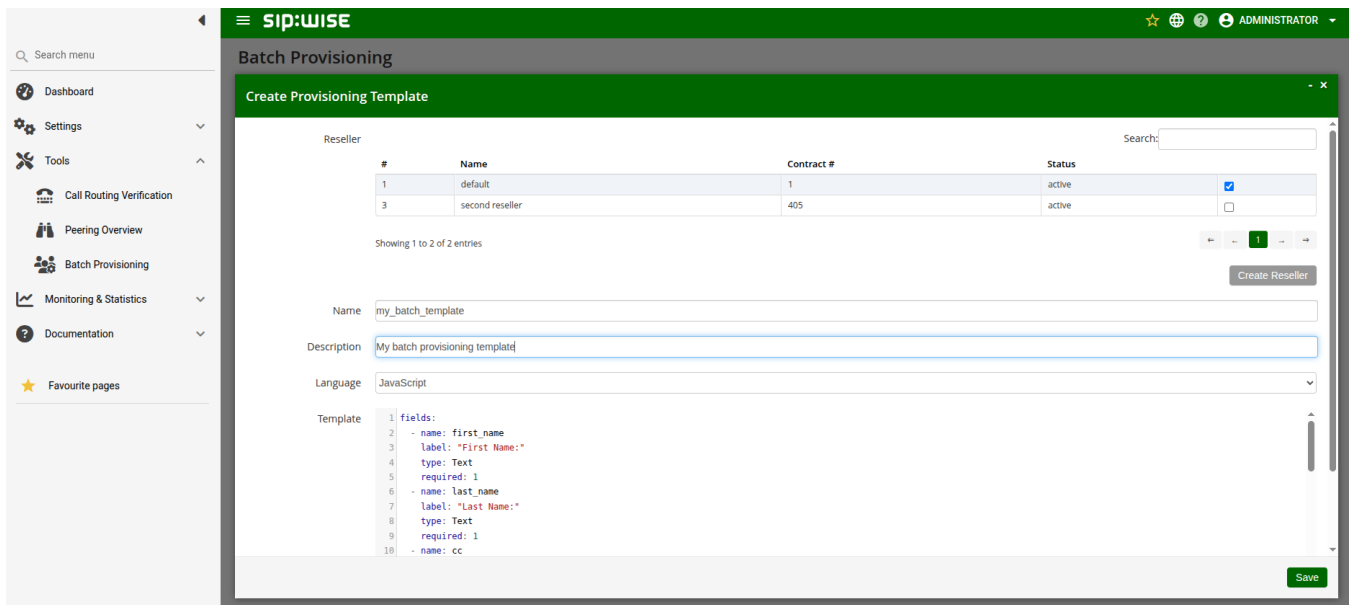 sip:wise
ADMINISTRATOR
Search menu
Dashboard
Settings
Tools
Call Routing Verification
Peering Overview
Batch Provisioning
Monitoring & Statistics
Documentation
Favourite pages
Batch Provisioning
Create Provisioning Template
- x
Reseller
Search:
# Name Contract # Status
1 default 1 active
3 second reseller 405 active
Showing 1 to 2 of 2 entries
← ← 1 → →
Create Reseller
Name my_batch_template
Description My batch provisioning template
Language JavaScript
Template
1 fields:
2 - name: first_name
3 label: "First Name:"
4 type: Text
5 required: 1
6 - name: last_name
7 label: "Last Name:"
8 type: Text
9 required: 1
10 - name: cc
Save